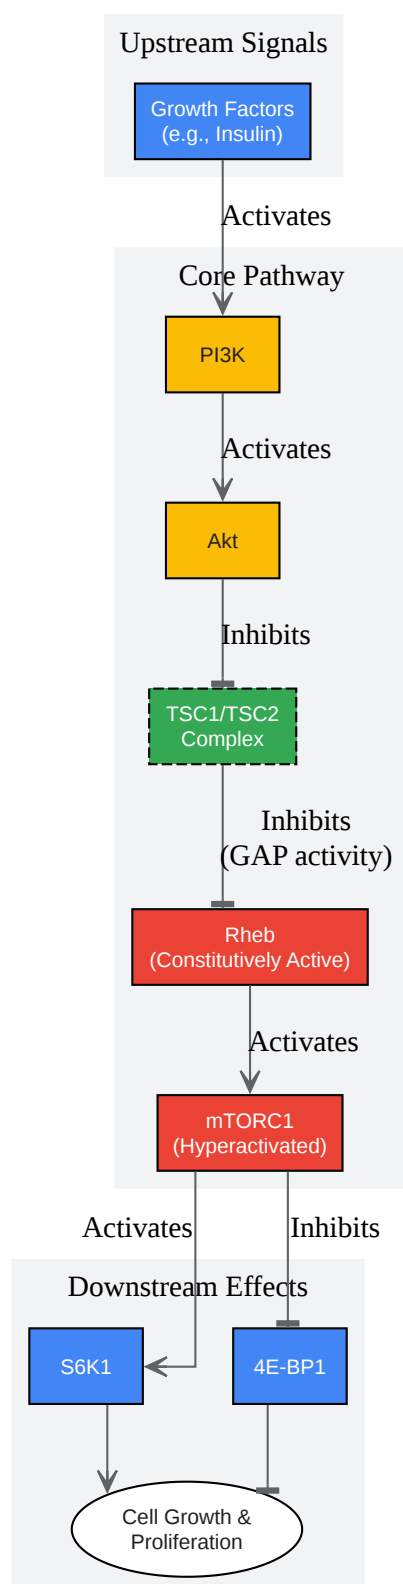 Upstream Signals
Growth Factors
(e.g., Insulin)
Activates
Core Pathway
PI3K
Activates
Akt
Inhibits
TSC1/TSC2
Complex
Inhibits
(GAP activity)
Rheb
(Constitutively Active)
Activates
mTORC1
(Hyperactivated)
Activates
Inhibits
Downstream Effects
S6K1
4E-BP1
Cell Growth &
Proliferation